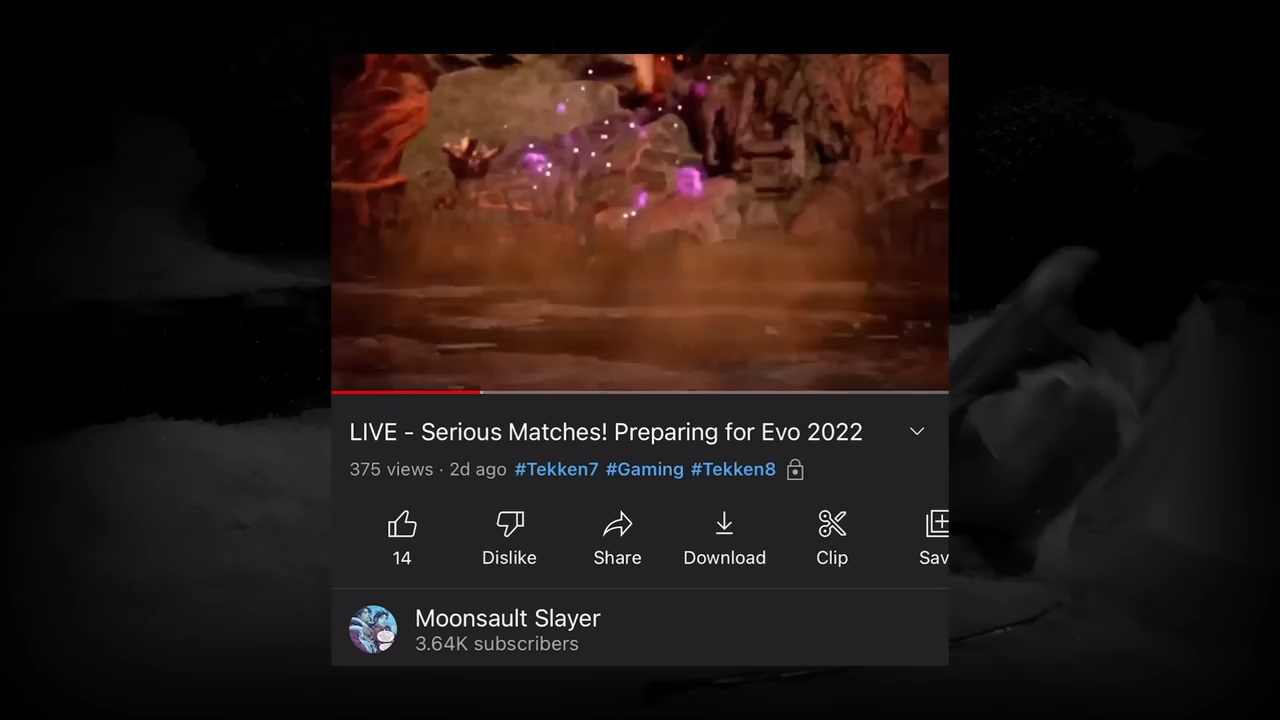 LIVE - Serious Matches! Preparing for Evo 2022
375 views · 2d ago #Tekken7 #Gaming #Tekken8
14 Dislike Share Download Clip Sav
Moonsault Slayer
3.64K subscribers